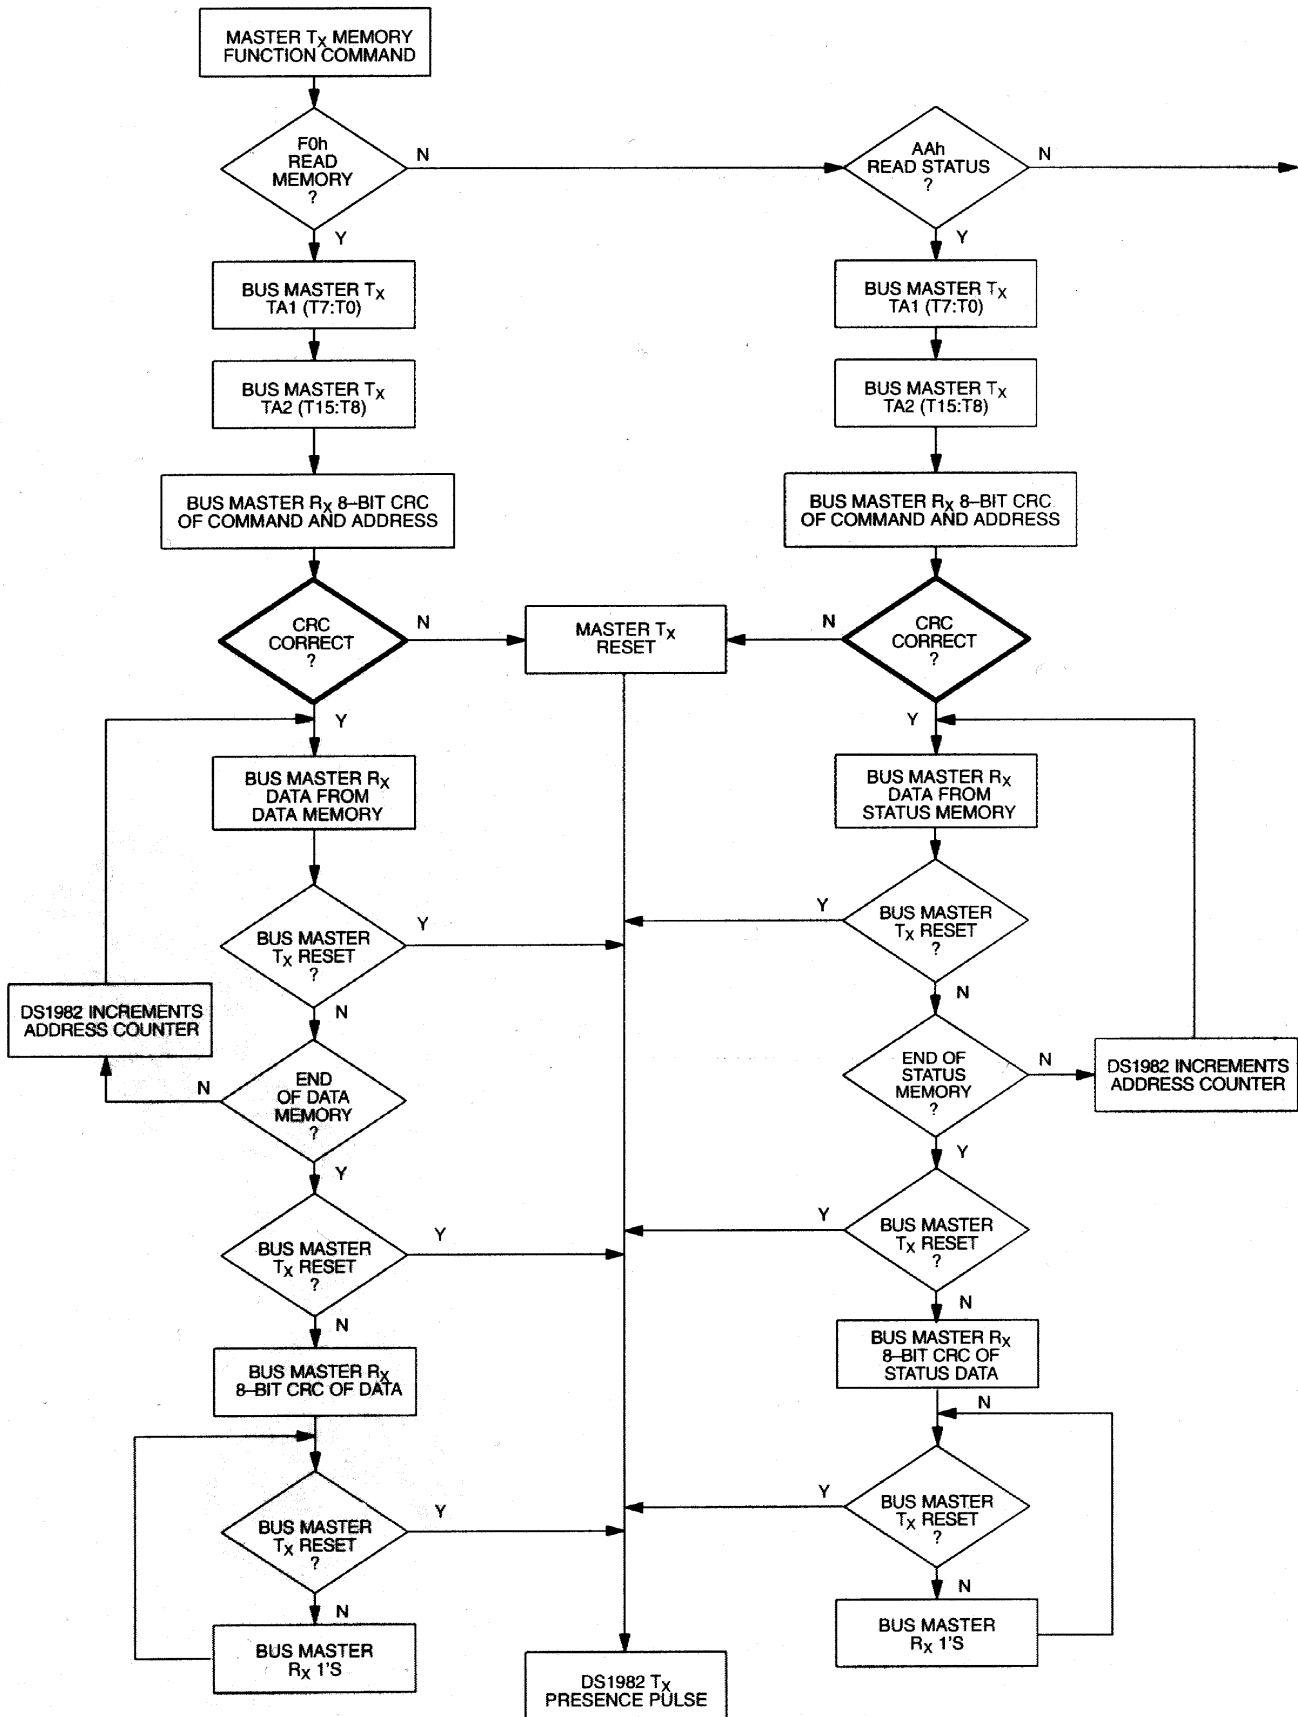 MASTER TX MEMORY
FUNCTION COMMAND
F0h
READ
MEMORY
?
N
Y
AAh
READ STATUS
?
N
Y
BUS MASTER TX
TA1 (T7:T0)
BUS MASTER TX
TA2 (T15:T8)
BUS MASTER RX 8–BIT CRC
OF COMMAND AND ADDRESS
BUS MASTER TX
TA1 (T7:T0)
BUS MASTER TX
TA2 (T15:T8)
BUS MASTER RX 8–BIT CRC
OF COMMAND AND ADDRESS
CRC
CORRECT
?
N
Y
MASTER TX
RESET
N
CRC
CORRECT
?
Y
BUS MASTER RX
DATA FROM
DATA MEMORY
BUS MASTER
TX RESET
?
Y
N
DS1982 INCREMENTS
ADDRESS COUNTER
N
END
OF DATA
MEMORY
?
Y
BUS MASTER
TX RESET
?
Y
N
BUS MASTER RX
8–BIT CRC OF DATA
BUS MASTER
TX RESET
?
Y
N
BUS MASTER
RX 1'S
BUS MASTER RX
DATA FROM
STATUS MEMORY
Y
BUS MASTER
TX RESET
?
N
END OF
STATUS
MEMORY
?
N
DS1982 INCREMENTS
ADDRESS COUNTER
Y
Y
BUS MASTER
TX RESET
?
N
BUS MASTER RX
8–BIT CRC OF
STATUS DATA
N
Y
BUS MASTER
TX RESET
?
N
BUS MASTER
RX 1'S
DS1982 TX
PRESENCE PULSE